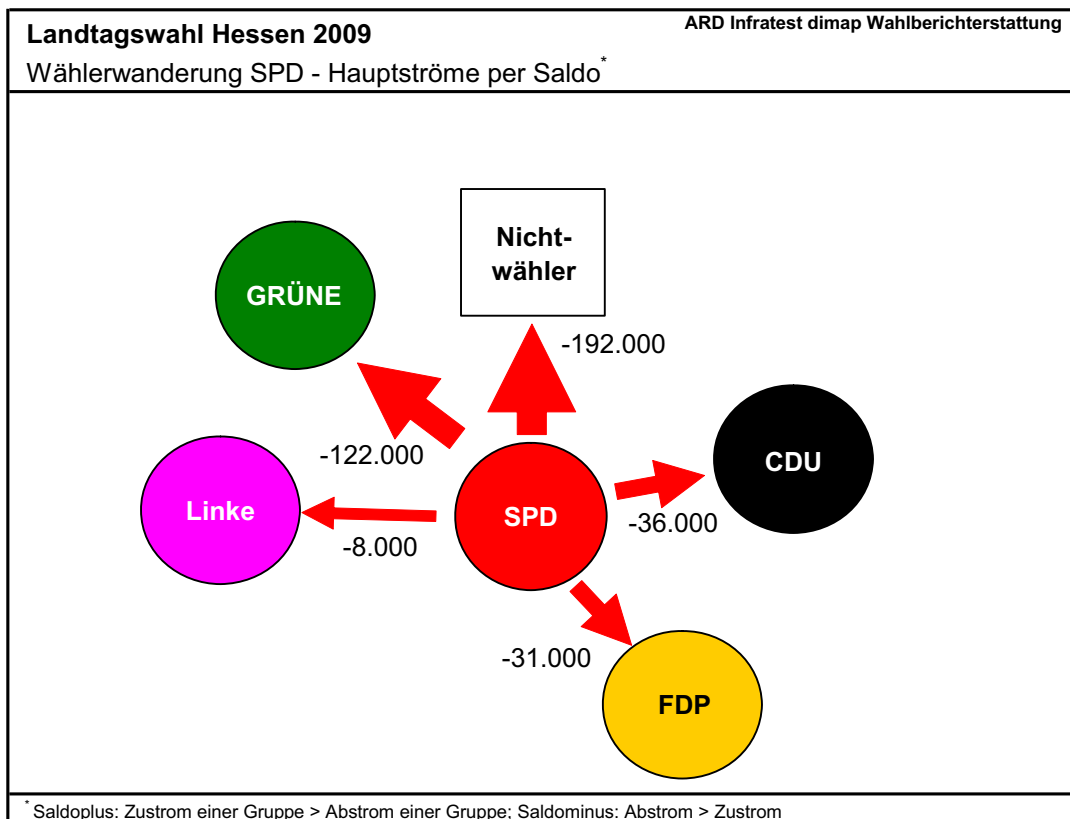 Landtagswahl Hessen 2009
ARD Infratest dimap Wahlberichterstattung
Wählerwanderung SPD - Hauptströme per Saldo*
Nicht-
wähler
GRÜNE
-192.000
-122.000
CDU
Linke
SPD
-36.000
-8.000
-31.000
FDP
* Saldoplus: Zustrom einer Gruppe > Abstrom einer Gruppe; Saldominus: Abstrom > Zustrom